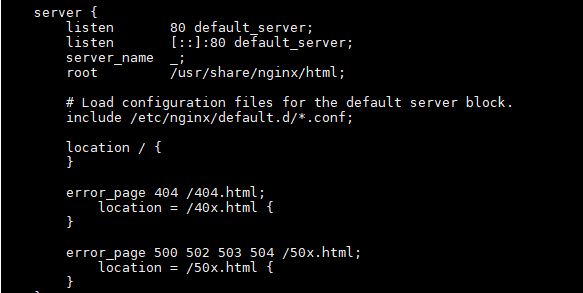 server {
listen 80 default_server;
listen [::]:80 default_server;
server_name _;
root /usr/share/nginx/html;
# Load configuration files for the default server block.
include /etc/nginx/default.d/*.conf;
location / {
}
error_page 404 /404.html;
location = /40x.html {
}
error_page 500 502 503 504 /50x.html;
location = /50x.html {
}